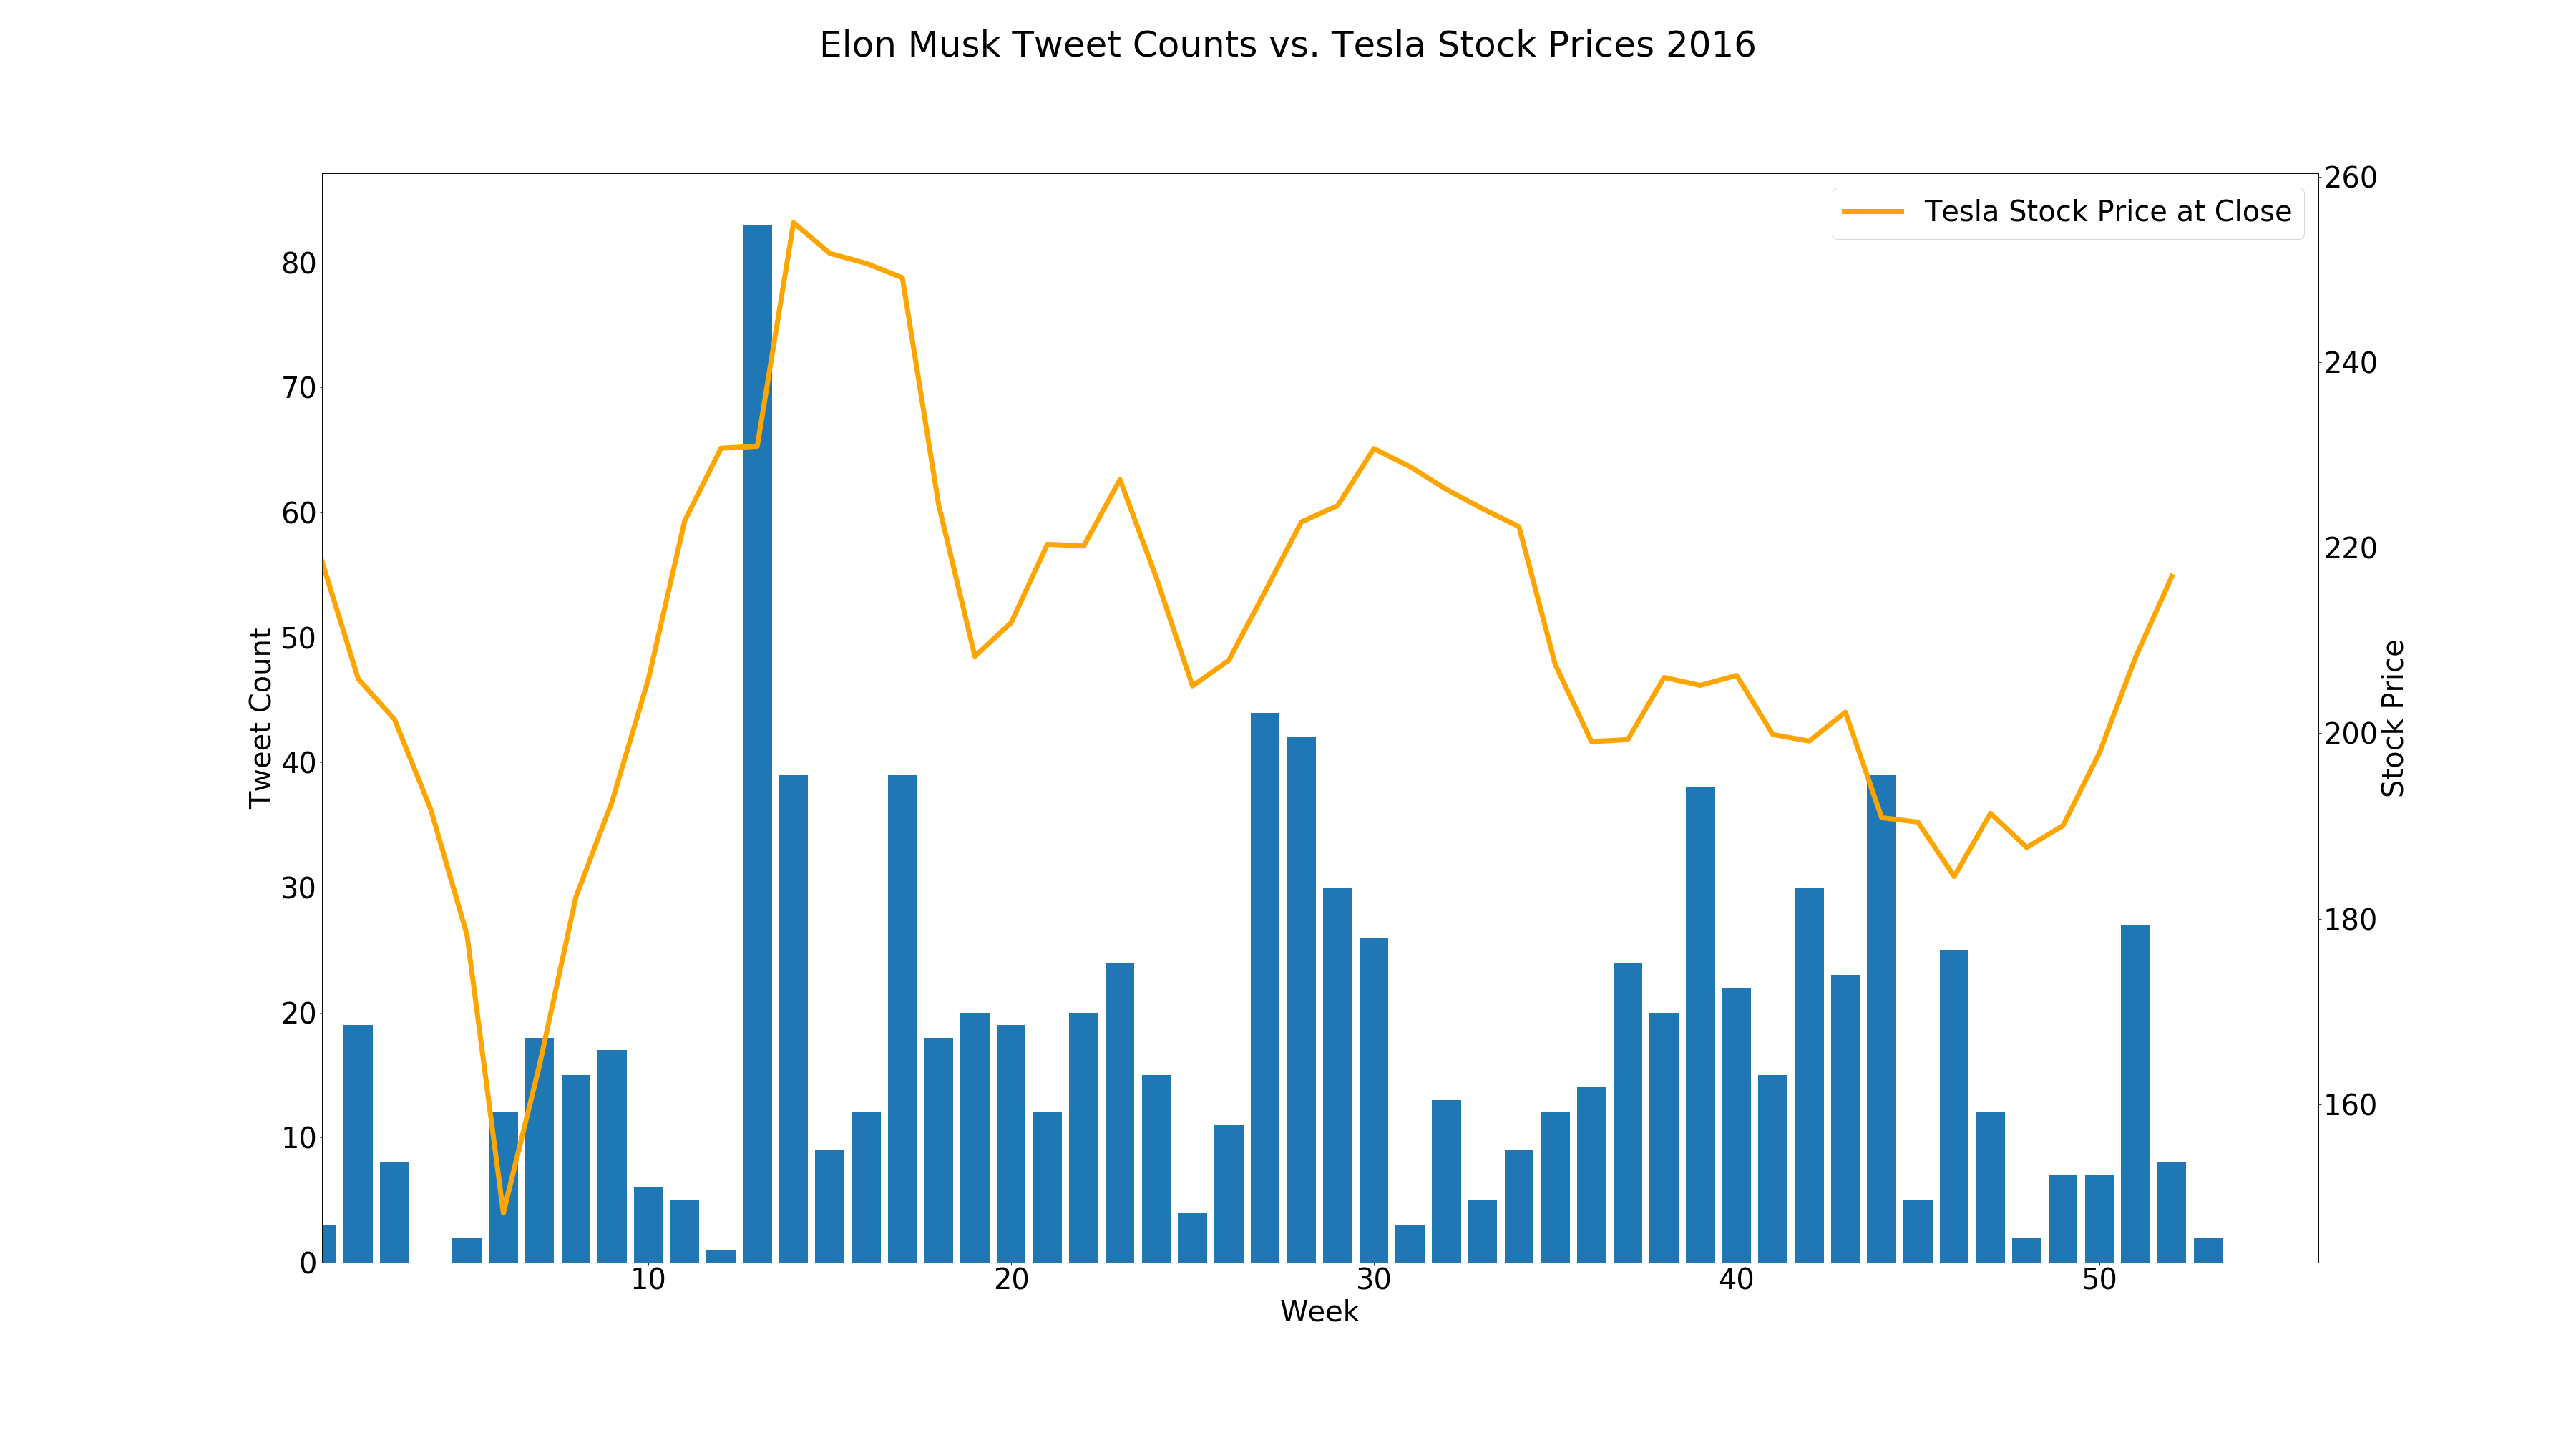 Elon Musk Tweet Counts vs. Tesla Stock Prices 2016
Tesla Stock Price at Close
Tweet Count
80
70
60
50
40
30
20
10
0
260
240
220
200
180
160
Stock Price
10 20 30 40 50
Week